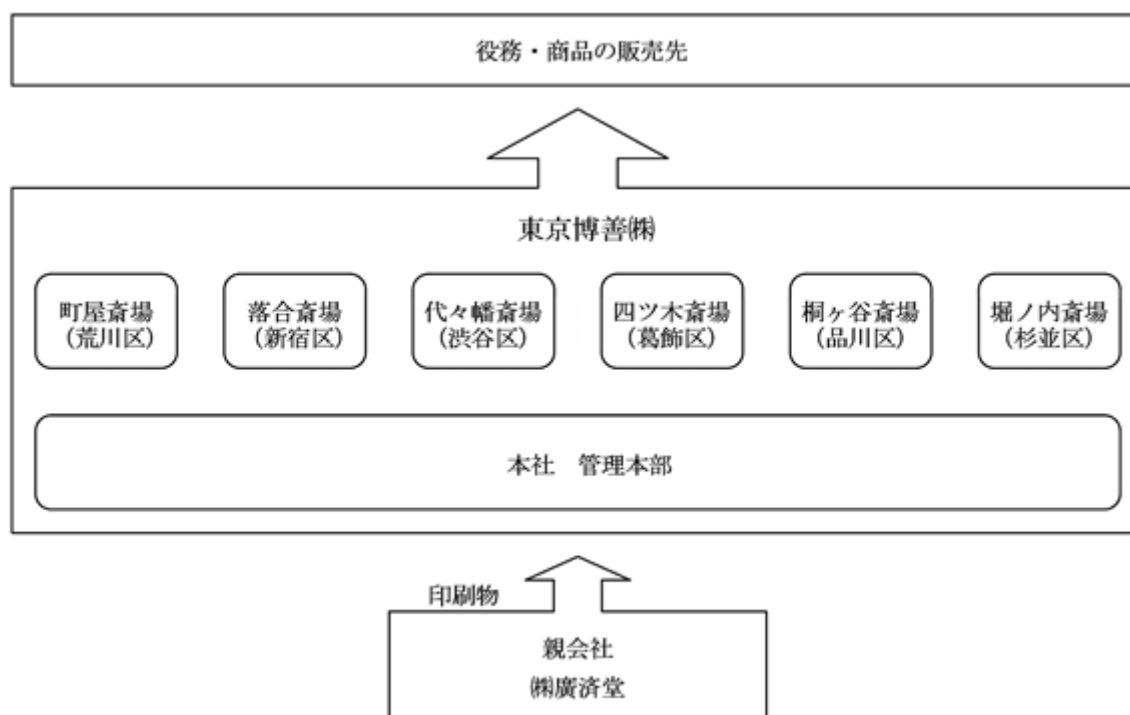 役務・商品の販売先
東京博善㈱
町屋斎場
(荒川区)
落合斎場
(新宿区)
代々幡斎場
(渋谷区)
四ツ木斎場
(葛飾区)
桐ヶ谷斎場
(品川区)
堀ノ内斎場
(杉並区)
本社　管理本部
印刷物
親会社
㈱廣済堂